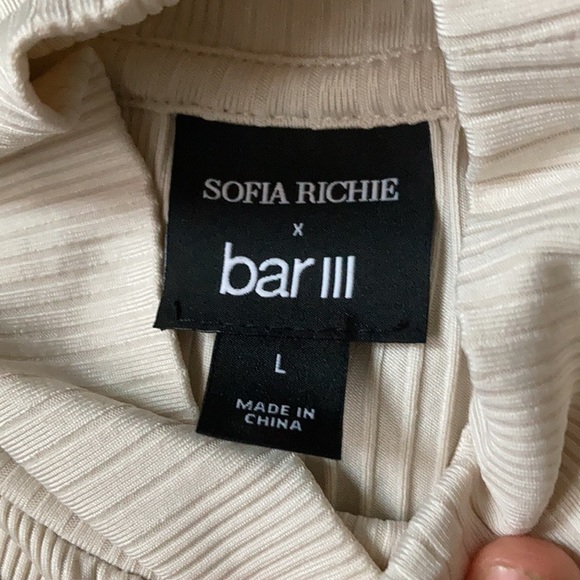 SOFIA RICHIE
X
bar III
L
MADE IN
CHINA